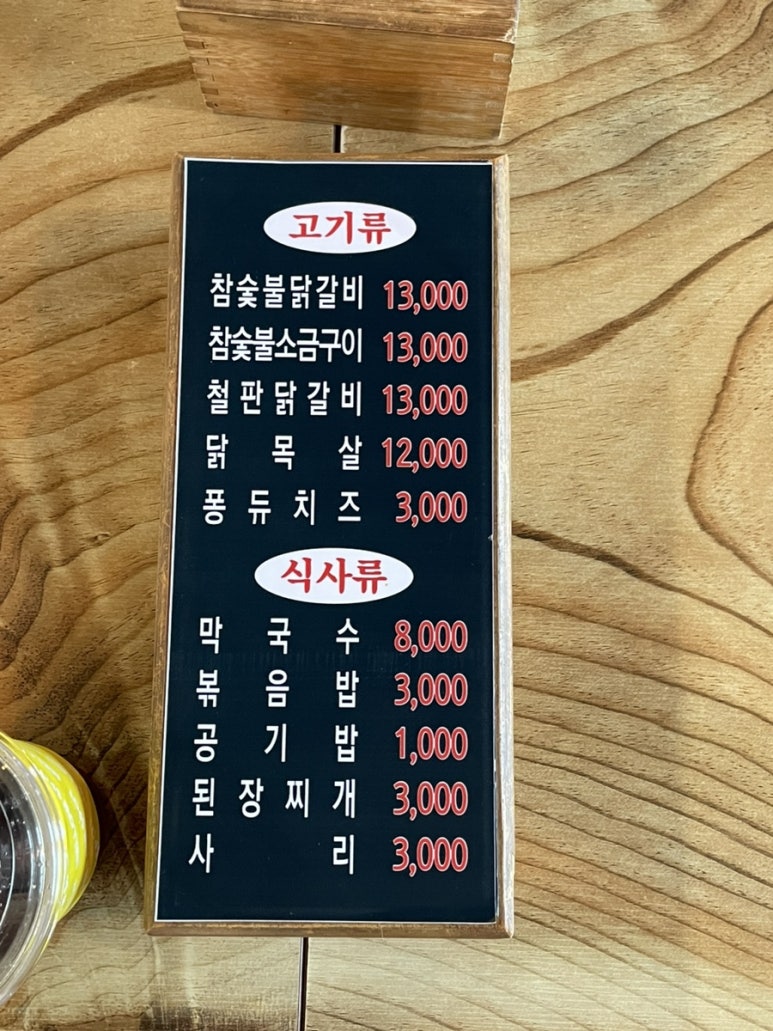 고기류
참숯불닭갈비 13,000
참숯불소금구이 13,000
철판닭갈비 13,000
닭목살 12,000
퐁듀치즈 3,000
식사류
막국수 8,000
볶음밥 3,000
공기밥 1,000
된장찌개 3,000
사리 3,000